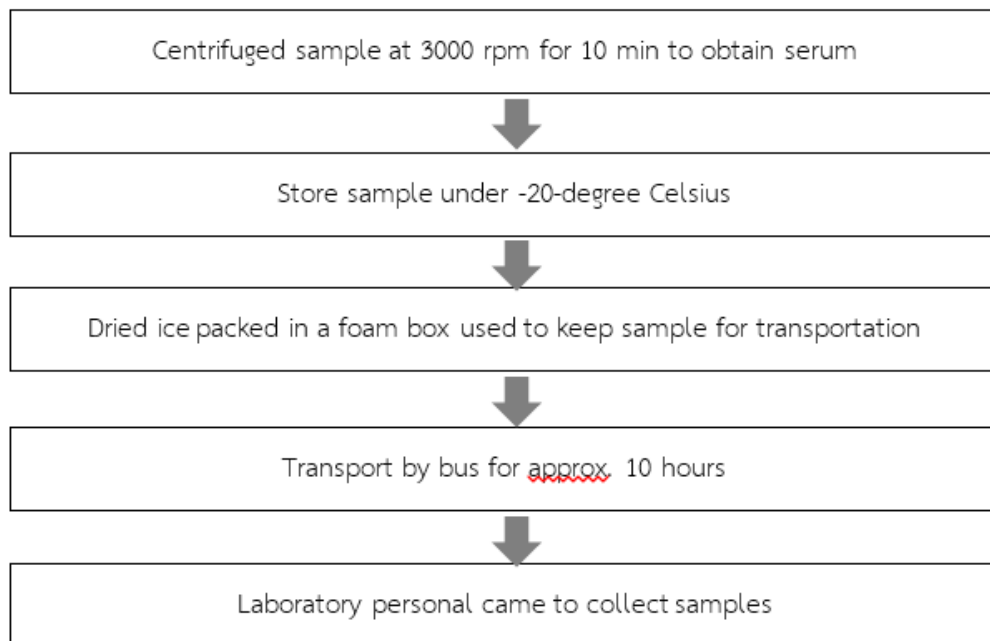 Centrifuged sample at 3000 rpm for 10 min to obtain serum
Store sample under -20-degree Celsius
Dried ice packed in a foam box used to keep sample for transportation
Transport by bus for approx. 10 hours
Laboratory personal came to collect samples